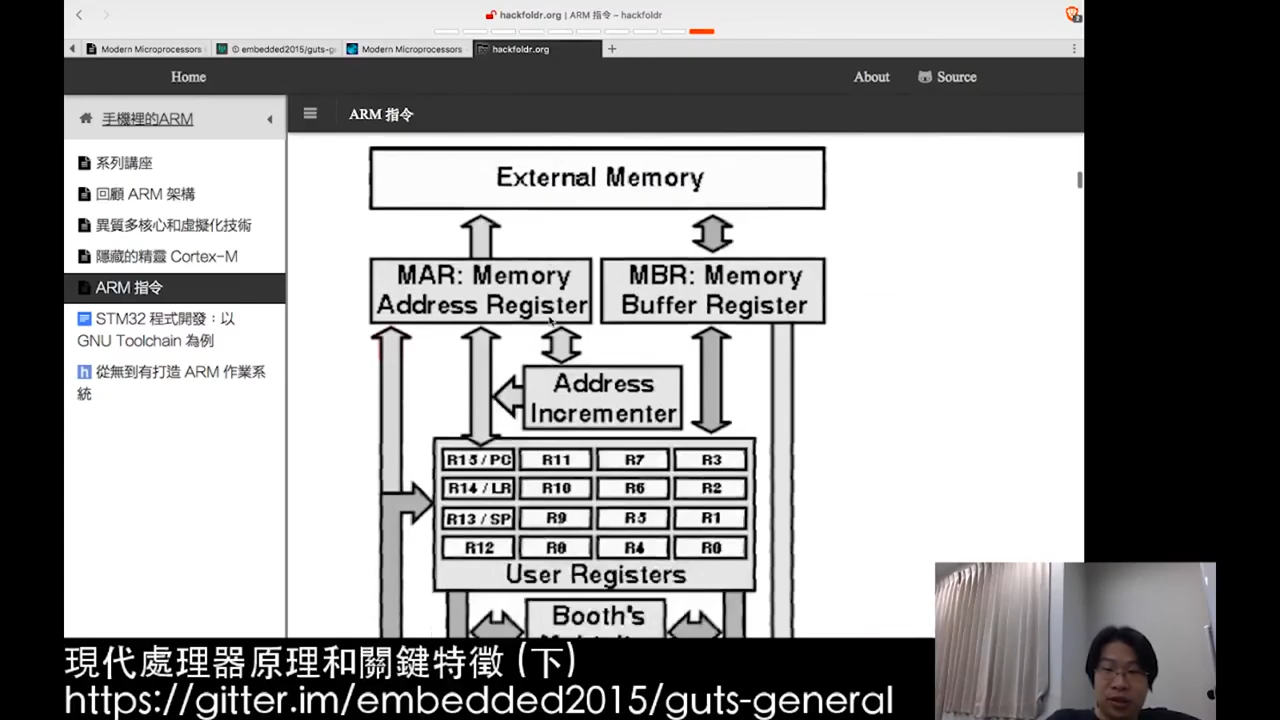 hackfoldr.org | ARM 指令 – hackfoldr
Modern Microprocessors
embedded2015/guts-g
Modern Microprocessors
hackfoldr.org
Home
About
Source
手機裡的ARM
ARM 指令
系列講座
回顧 ARM 架構
異質多核心和虛擬化技術
隱藏的精靈 Cortex-M
ARM 指令
STM32 程式開發：以
GNU Toolchain 為例
從無到有打造 ARM 作業系
統
External Memory
MAR: Memory
Address Register
MBR: Memory
Buffer Register
Address
Incrementer
R15 / PC R11 R7 R3
R14 / LR R10 R6 R2
R13 / SP R9 R5 R1
R12 R8 R4 R0
User Registers
Booth's
現代處理器原理和關鍵特徵 (下)
https://gitter.im/embedded2015/guts-general